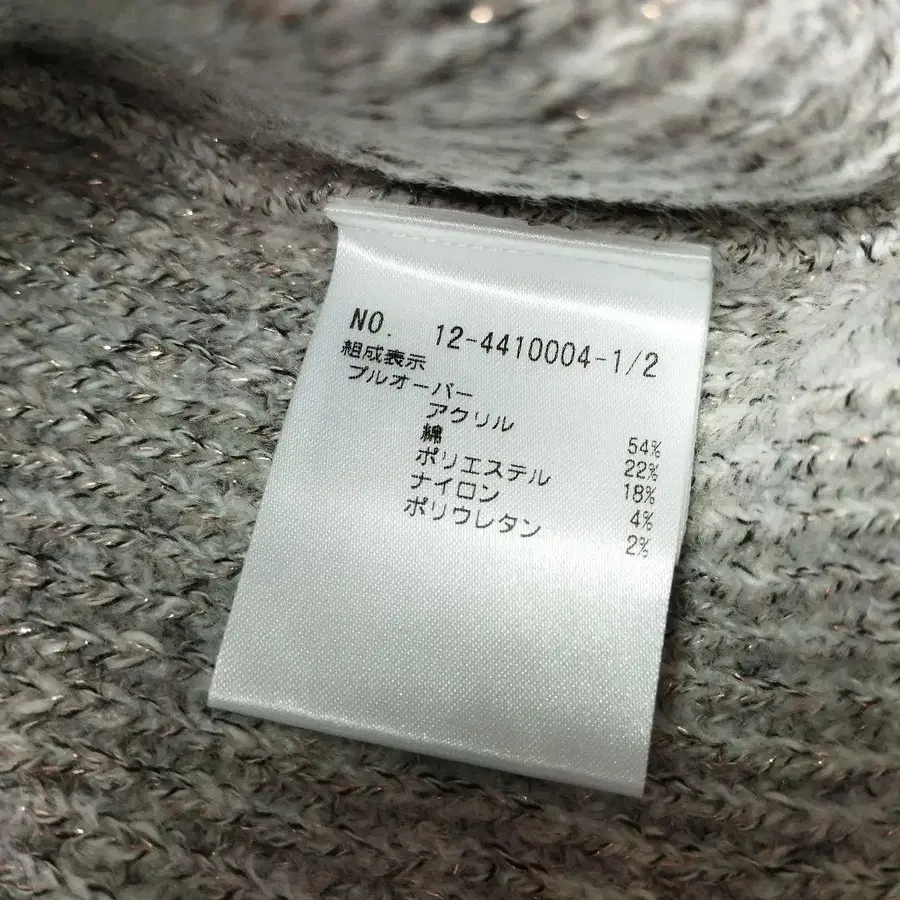 NO. 12-4410004-1/2
組成表示
プルオーバー
アクリル 54%
綿 22%
ポリエステル 18%
ナイロン 4%
ポリウレタン 2%